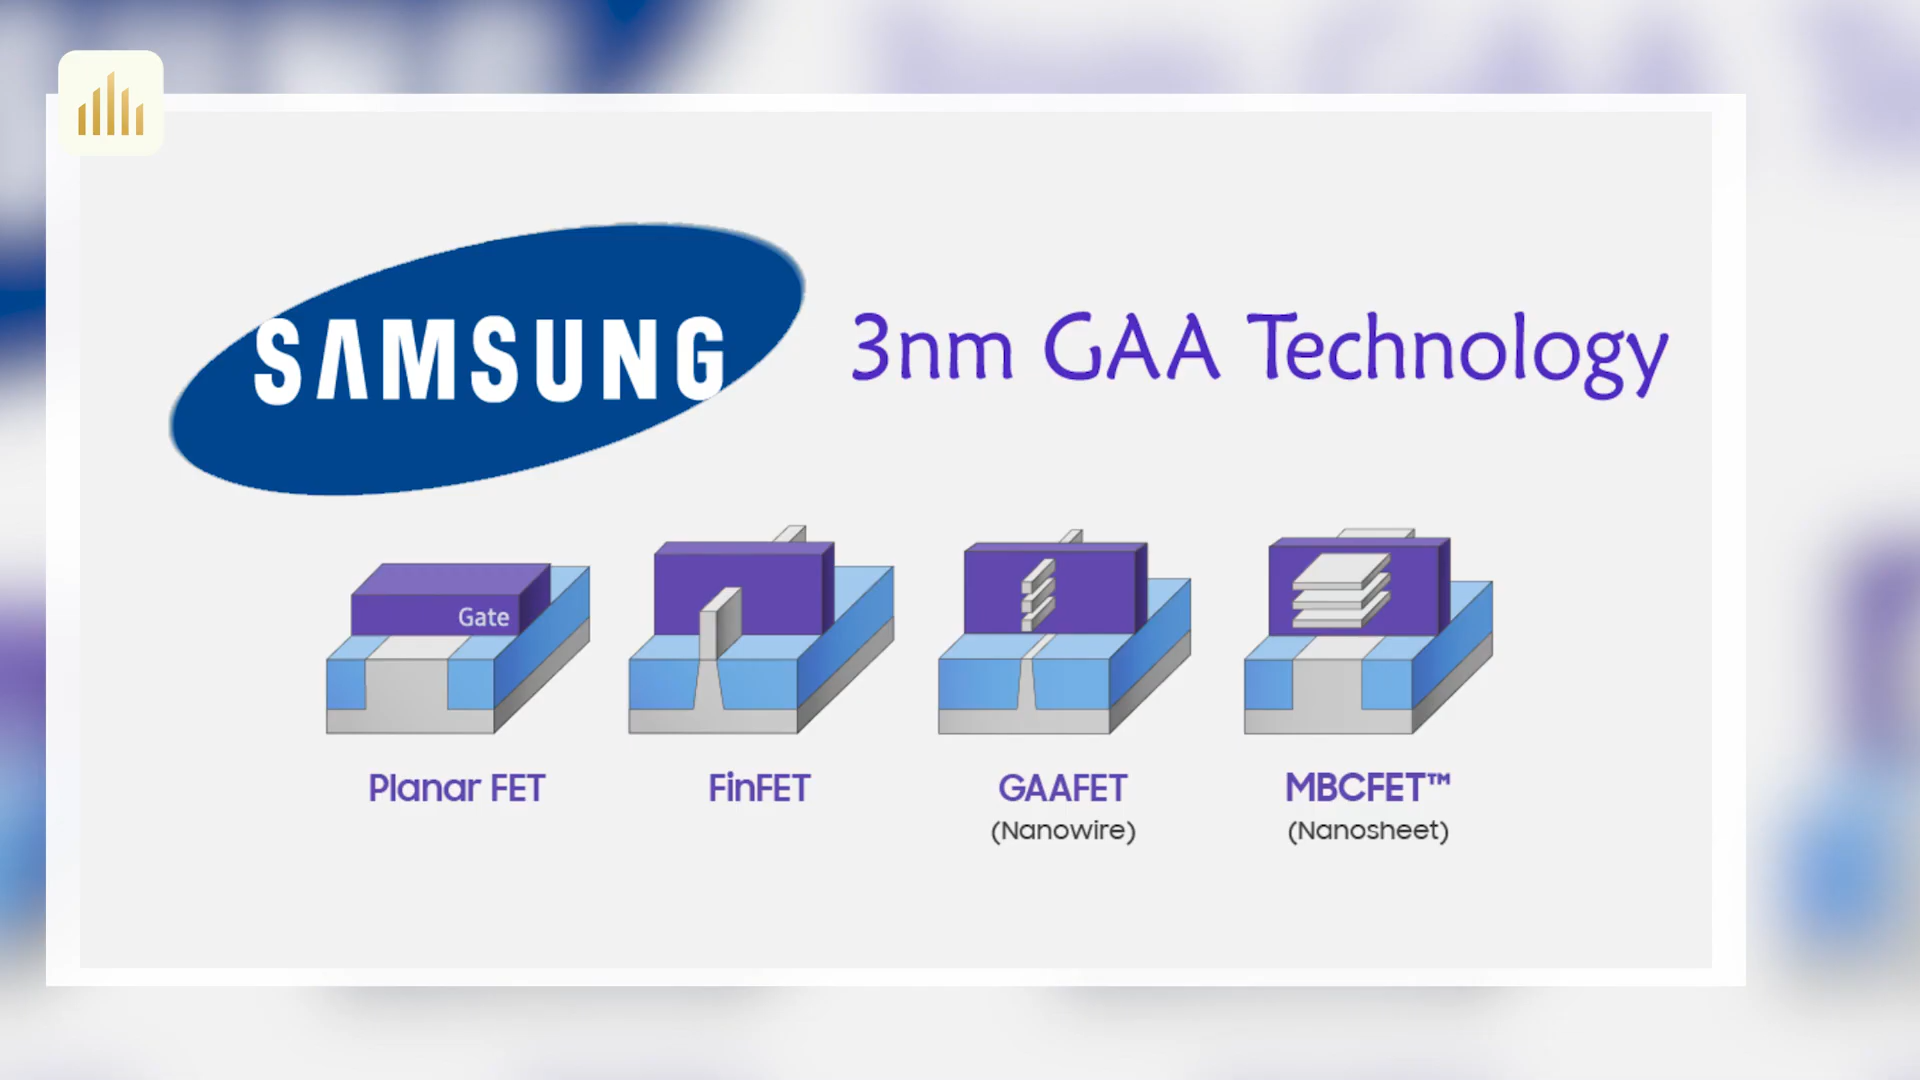 SAMSUNG
3nm GAA Technology
Gate
Planar FET
FinFET
GAAFET
(Nanowire)
MBCFET™
(Nanosheet)